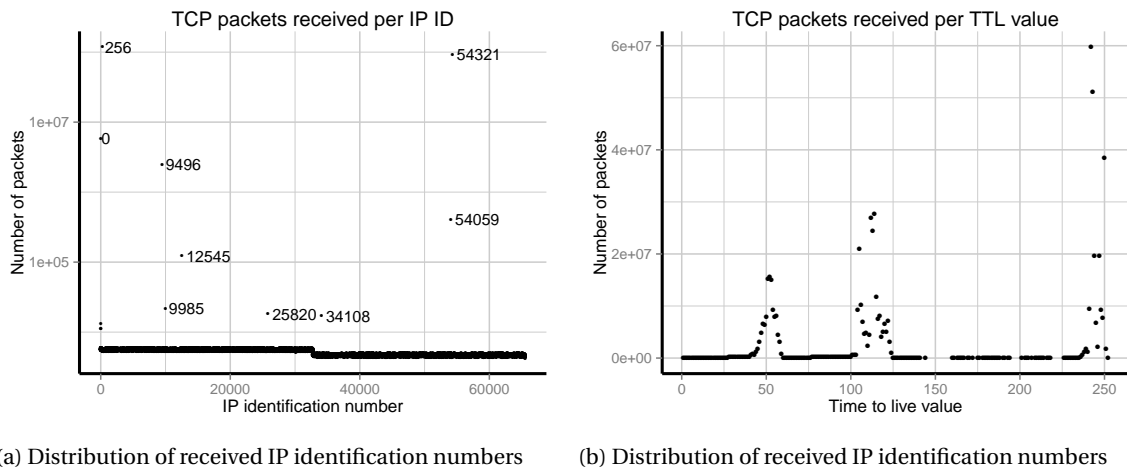 TCP packets received per IP ID
Number of packets
1e+07
1e+05
256
54321
0
9496
54059
12545
9985
25820
34108
0
20000
40000
60000
IP identification number
TCP packets received per TTL value
Number of packets
6e+07
4e+07
2e+07
0e+00
0
50
100
150
200
250
Time to live value
(a) Distribution of received IP identification numbers
(b) Distribution of received IP identification numbers